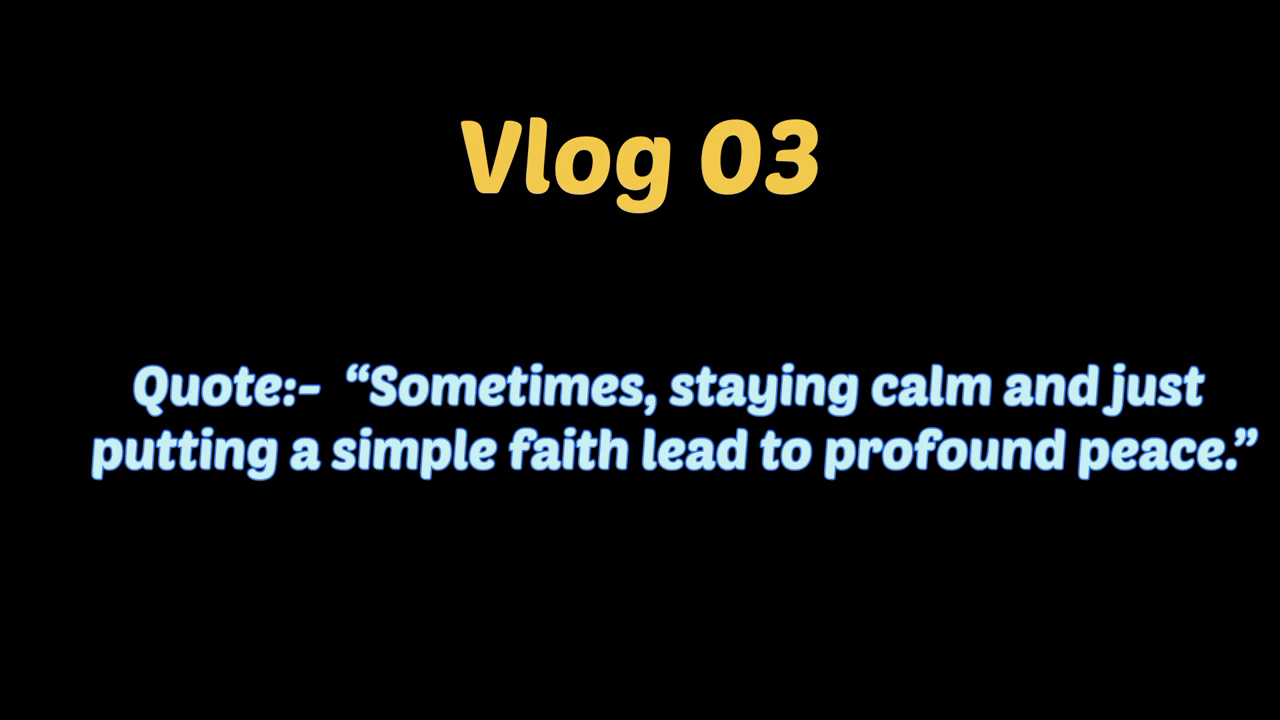 Vlog 03
Quote:- “Sometimes, staying calm and just
putting a simple faith lead to profound peace.”